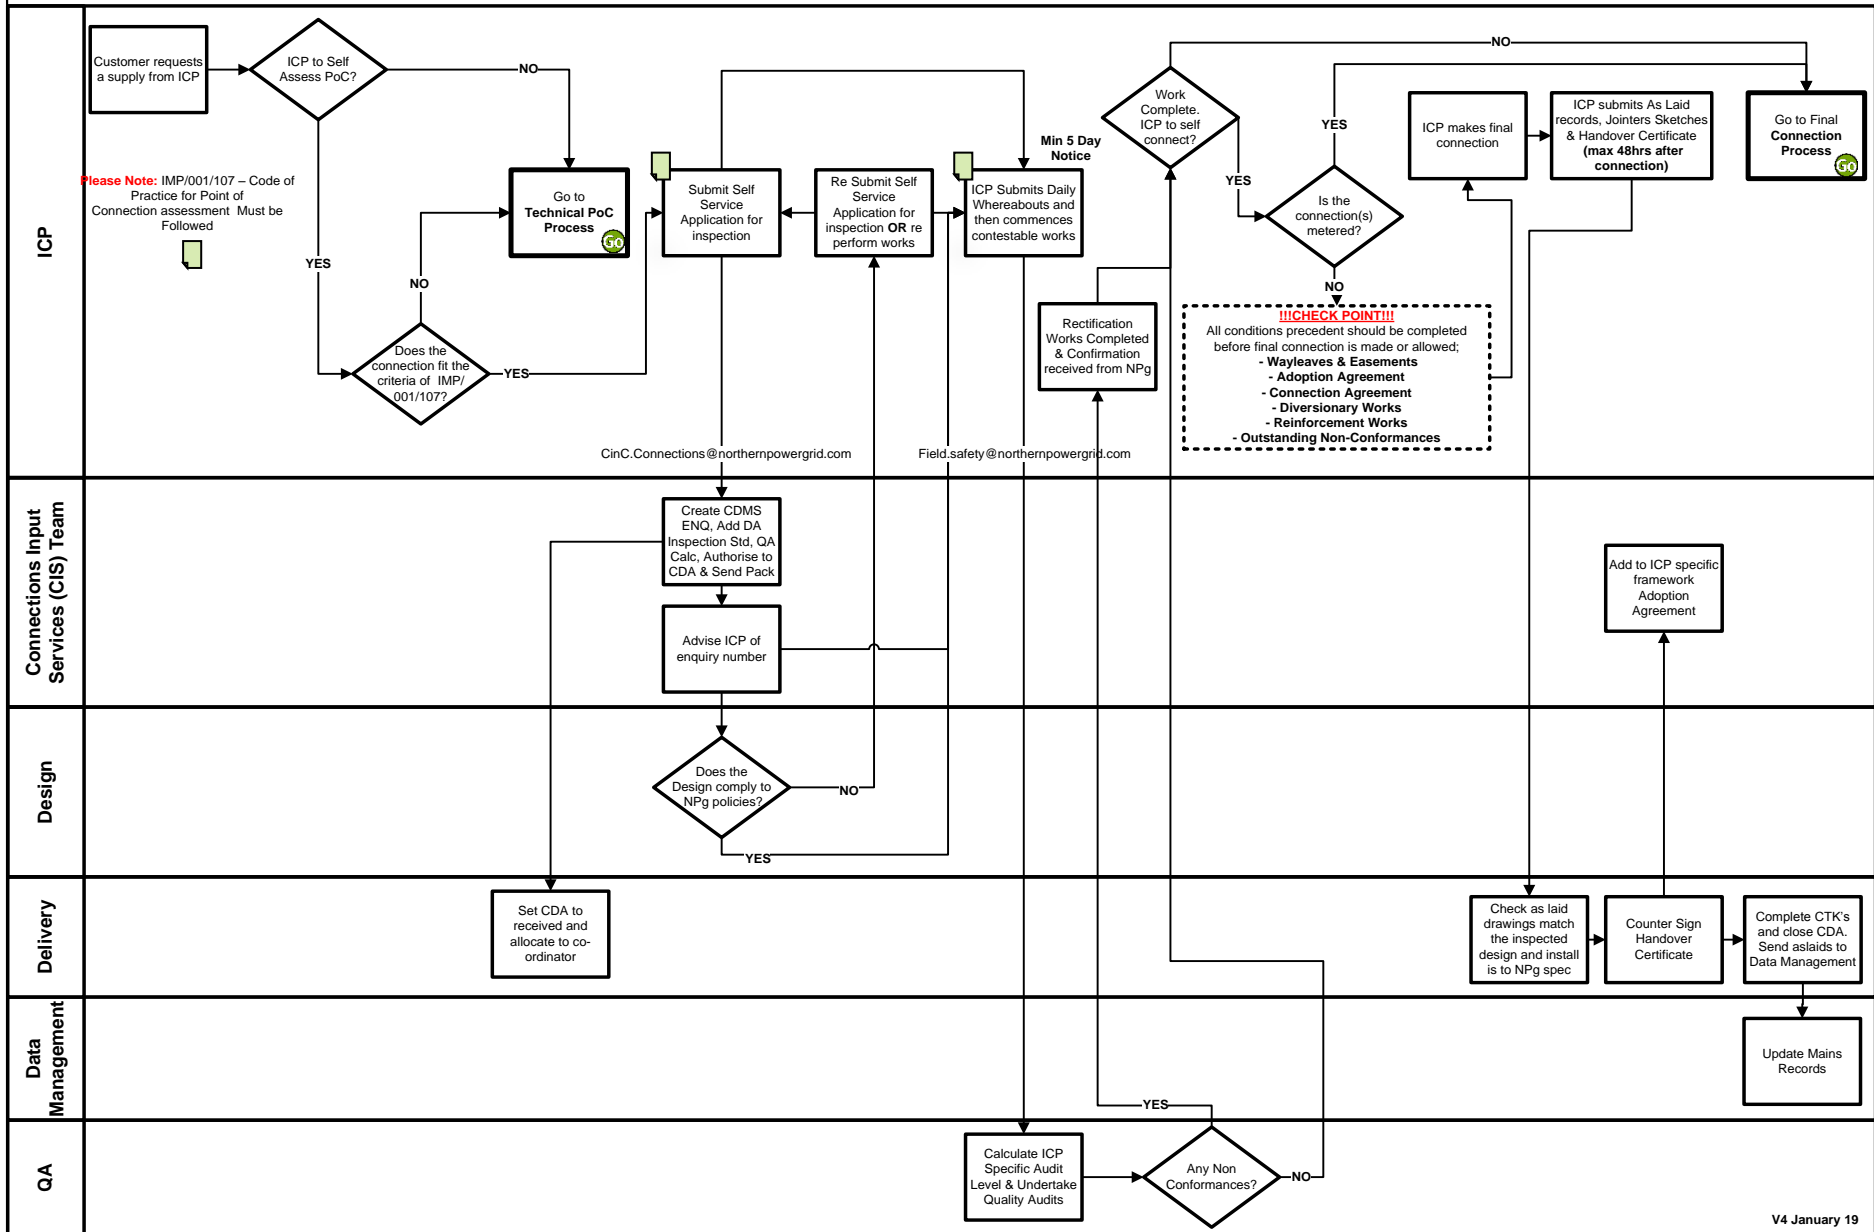 ICP
Customer requests
a supply from ICP
ICP to Self
Assess PoC?
NO
YES
Please Note: IMP/001/107 – Code of
Practice for Point of
Connection assessment  Must be
Followed
Go to
Technical PoC
Process
Go
NO
Does the
connection fit the
criteria of  IMP/
001/107?
YES
Submit Self
Service
Application for
inspection
Re Submit Self
Service
Application for
inspection OR re
perform works
Min 5 Day
Notice
ICP Submits Daily
Whereabouts and
then commences
contestable works
CinC.Connections@northernpowergrid.com
Field.safety@northernpowergrid.com
Rectification
Works Completed
& Confirmation
received from NPg
Work
Complete.
ICP to self
connect?
NO
YES
Is the
connection(s)
metered?
YES
NO
!!!CHECK POINT!!!
All conditions precedent should be completed
before final connection is made or allowed;
- Wayleaves & Easements
- Adoption Agreement
- Connection Agreement
- Diversionary Works
- Reinforcement Works
- Outstanding Non-Conformances
ICP makes final
connection
ICP submits As Laid
records, Jointers Sketches
& Handover Certificate
(max 48hrs after
connection)
Go to Final
Connection
Process
Go
Connections Input
Services (CIS) Team
Create CDMS
ENQ, Add DA
Inspection Std, QA
Calc, Authorise to
CDA & Send Pack
Advise ICP of
enquiry number
Add to ICP specific
framework
Adoption
Agreement
Design
Does the
Design comply to
NPg policies?
NO
YES
Delivery
Set CDA to
received and
allocate to co-
ordinator
Check as laid
drawings match
the inspected
design and install
is to NPg spec
Counter Sign
Handover
Certificate
Complete CTK's
and close CDA.
Send aslaids to
Data Management
Data
Management
Update Mains
Records
QA
Calculate ICP
Specific Audit
Level & Undertake
Quality Audits
Any Non
Conformances?
YES
NO
V4 January 19